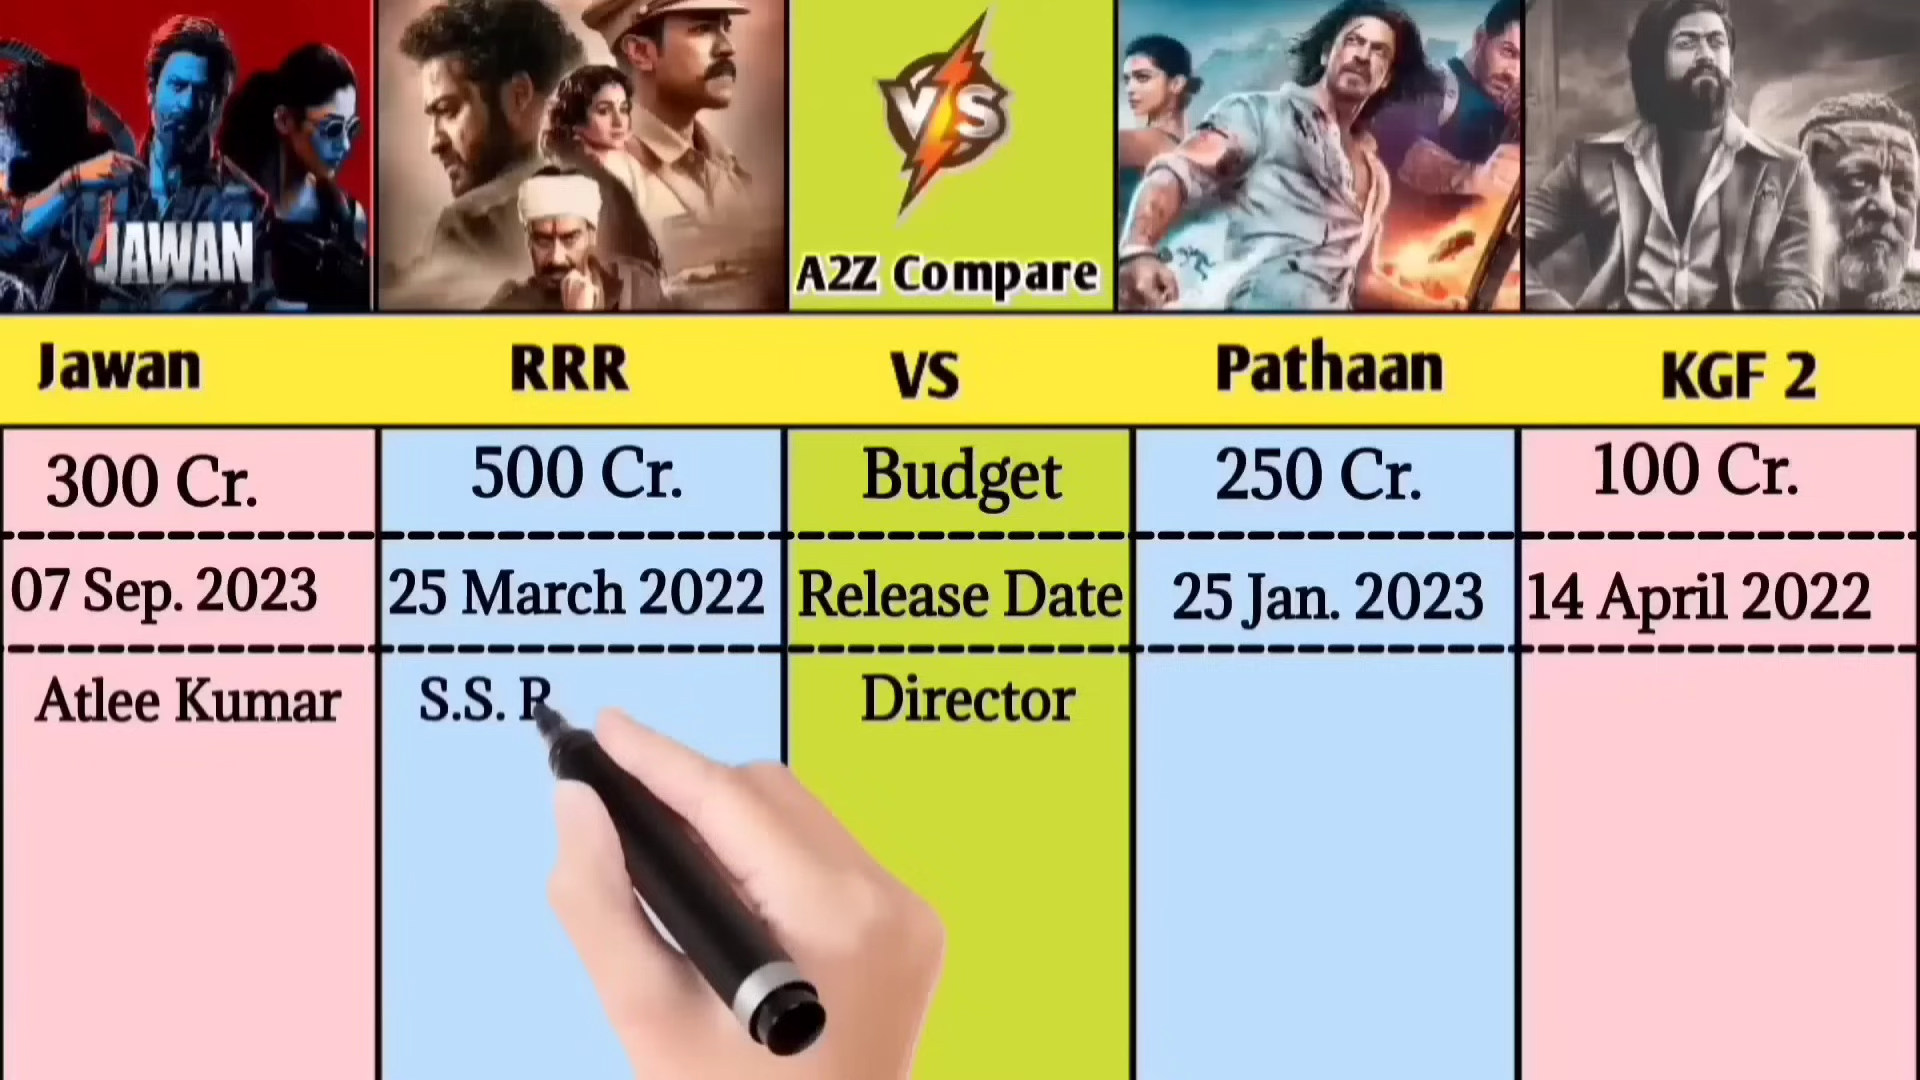 JAWAN
VS
A2Z Compare
Jawan RRR VS Pathaan KGF 2
300 Cr. 500 Cr. Budget 250 Cr. 100 Cr.
07 Sep. 2023 25 March 2022 Release Date 25 Jan. 2023 14 April 2022
Atlee Kumar S.S. R Director